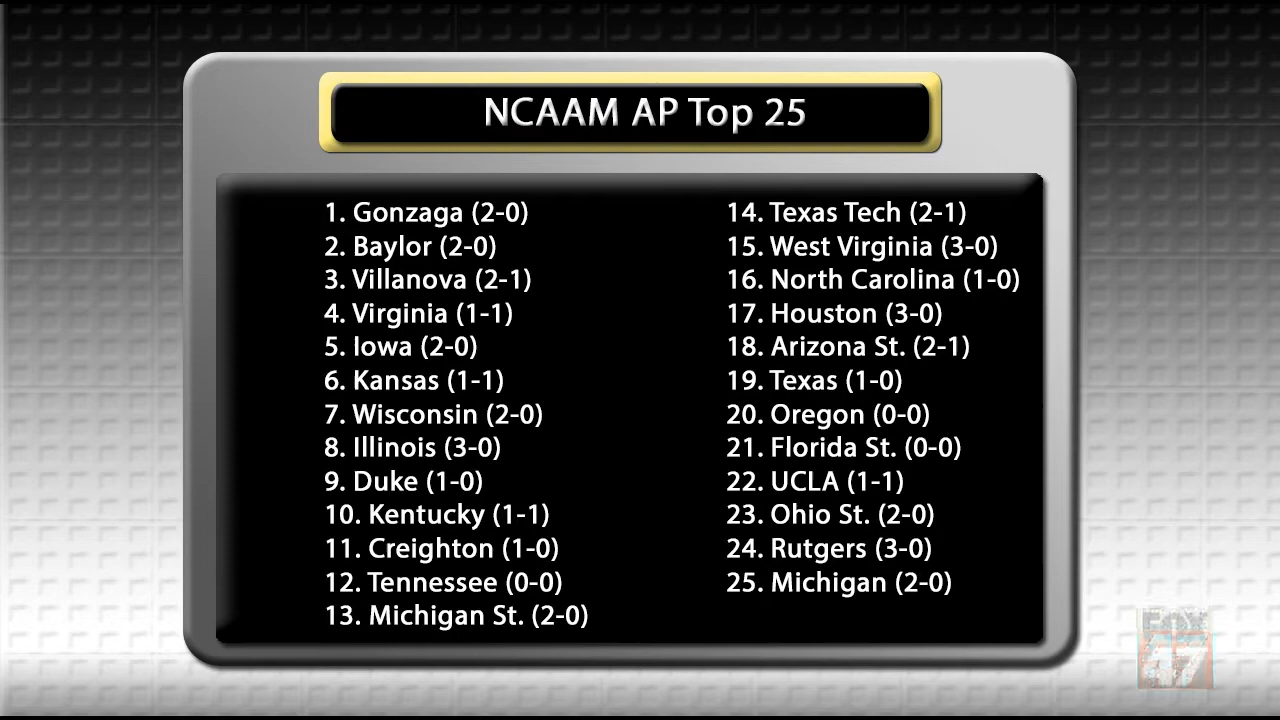 NCAAM AP Top 25
1. Gonzaga (2-0)
2. Baylor (2-0)
3. Villanova (2-1)
4. Virginia (1-1)
5. Iowa (2-0)
6. Kansas (1-1)
7. Wisconsin (2-0)
8. Illinois (3-0)
9. Duke (1-0)
10. Kentucky (1-1)
11. Creighton (1-0)
12. Tennessee (0-0)
13. Michigan St. (2-0)
14. Texas Tech (2-1)
15. West Virginia (3-0)
16. North Carolina (1-0)
17. Houston (3-0)
18. Arizona St. (2-1)
19. Texas (1-0)
20. Oregon (0-0)
21. Florida St. (0-0)
22. UCLA (1-1)
23. Ohio St. (2-0)
24. Rutgers (3-0)
25. Michigan (2-0)
FOX
47